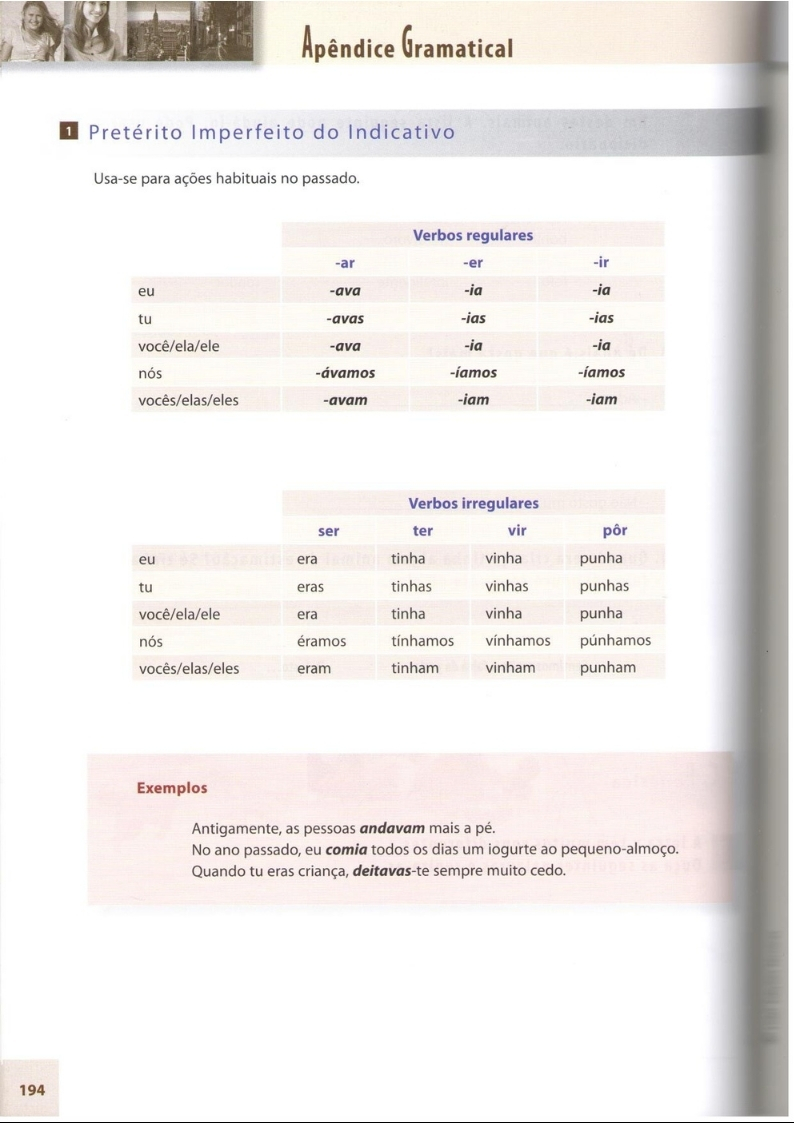 Apêndice Gramatical
1 Pretérito Imperfeito do Indicativo
Usa-se para ações habituais no passado.
Verbos regulares
-ar -er -ir
eu -ava -ia -ia
tu -avas -ias -ias
você/ela/ele -ava -ia -ia
nós -ávamos -íamos -íamos
vocês/elas/eles -avam -iam -iam
Verbos irregulares
ser ter vir pôr
eu era tinha vinha punha
tu eras tinhas vinhas punhas
você/ela/ele era tinha vinha punha
nós éramos tínhamos vínhamos púnhamos
vocês/elas/eles eram tinham vinham punham
Exemplos
Antigamente, as pessoas andavam mais a pé.
No ano passado, eu comia todos os dias um iogurte ao pequeno-almoço.
Quando tu eras criança, deitavas-te sempre muito cedo.
194